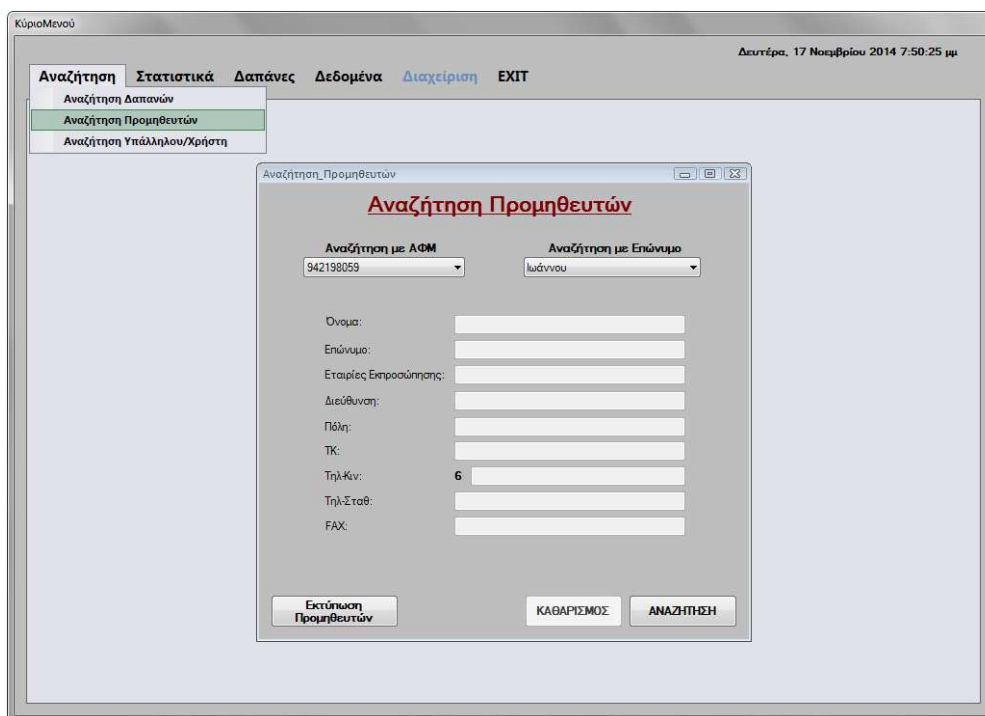 ΚύριοΜενού
Δευτέρα, 17 Νοεμβρίου 2014 7:50:25 μμ
Αναζήτηση Στατιστικά Δαπάνες Δεδομένα Διαχείριση EXIT
Αναζήτηση Δαπανών
Αναζήτηση Προμηθευτών
Αναζήτηση Υπάλληλου/Χρήστη
Αναζήτηση_Προμηθευτών
Αναζήτηση Προμηθευτών
Αναζήτηση με ΑΦΜ Αναζήτηση με Επώνυμο
942198059 Ιωάννου
Όνομα:
Επώνυμο:
Εταιρίες Εκπροσώπησης:
Διεύθυνση:
Πόλη:
ΤΚ:
Τηλ-Κιν: 6
Τηλ-Σταθ:
FAX:
Εκτύπωση
Προμηθευτών
ΚΑΘΑΡΙΣΜΟΣ ΑΝΑΖΗΤΗΣΗ